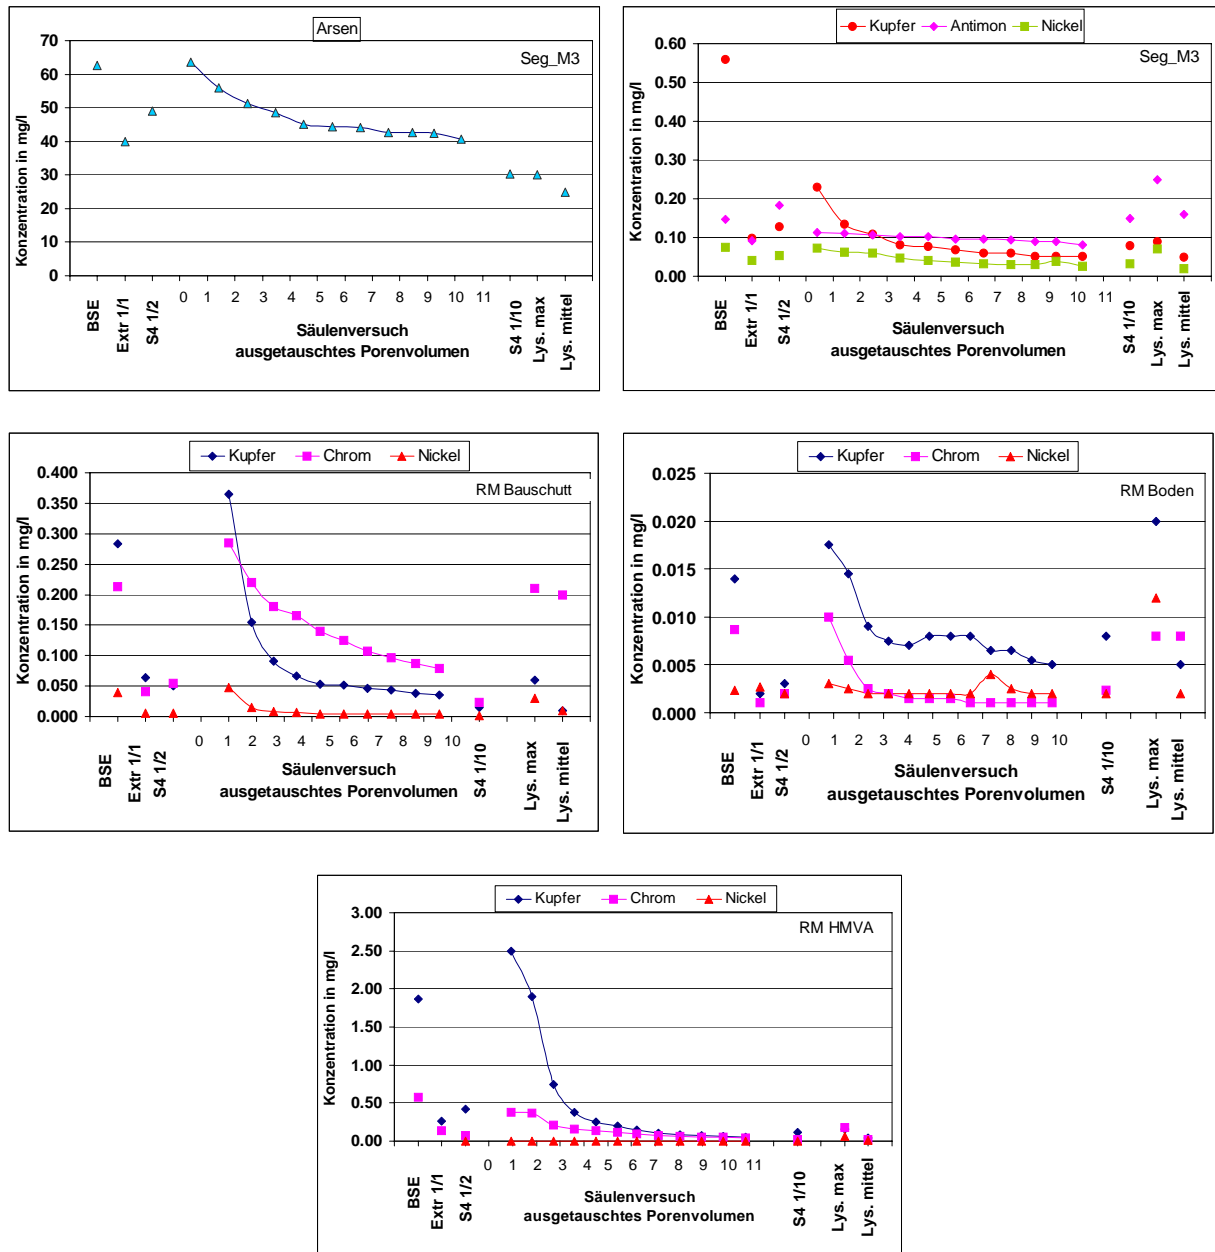 Arsen
Seg_M3
Konzentration in mg/l
70
60
50
40
30
20
10
0
BSE
Extr 1/1
S4 1/2
0 1 2 3 4 5 6 7 8 9 10 11
S4 1/10
Lys. max
Lys. mittel
Säulenversuch
ausgetauschtes Porenvolumen
Kupfer Antimon Nickel
Seg_M3
Konzentration in mg/l
0.60
0.50
0.40
0.30
0.20
0.10
0.00
BSE
Extr 1/1
S4 1/2
0 1 2 3 4 5 6 7 8 9 10 11
S4 1/10
Lys. max
Lys. mittel
Säulenversuch
ausgetauschtes Porenvolumen
Kupfer Chrom Nickel
RM Bauschutt
Konzentration in mg/l
0.400
0.350
0.300
0.250
0.200
0.150
0.100
0.050
0.000
BSE
Extr 1/1
S4 1/2
0 1 2 3 4 5 6 7 8 9 10
S4 1/10
Lys. max
Lys. mittel
Säulenversuch
ausgetauschtes Porenvolumen
Kupfer Chrom Nickel
RM Boden
Konzentration in mg/l
0.025
0.020
0.015
0.010
0.005
0.000
BSE
Extr 1/1
S4 1/2
0 1 2 3 4 5 6 7 8 9 10
S4 1/10
Lys. max
Lys. mittel
Säulenversuch
ausgetauschtes Porenvolumen
Kupfer Chrom Nickel
RM HMVA
Konzentration in mg/l
3.00
2.50
2.00
1.50
1.00
0.50
0.00
BSE
Extr 1/1
S4 1/2
0 1 2 3 4 5 6 7 8 9 10 11
S4 1/10
Lys. max
Lys. mittel
Säulenversuch
ausgetauschtes Porenvolumen